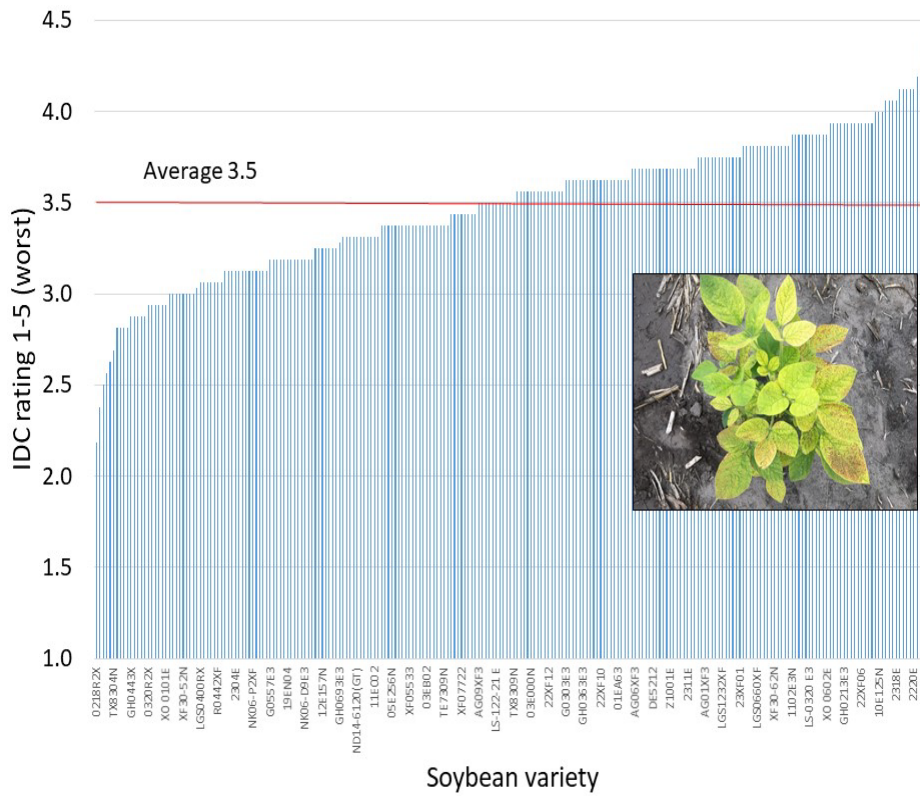 4.5
4.0
3.5
3.0
2.5
2.0
1.5
1.0
IDC rating 1-5 (worst)
Average 3.5
0218R2X
TX8304N
GH0443X
0320R2X
XO 0101E
XF30-52N
LGS0400RX
R0442XF
2304E
NK06-P2XF
G0557E3
19EN04
NK06-D9E3
12E157N
GH0693E3
ND14-6120(GT)
11EC02
05E256N
XF05533
03EB02
TE7309N
XF07722
AG09XF3
LS-122-21 E
TX8309N
03E000N
22XF12
G0303E3
GH0363E3
22XF10
01EA63
AG06XF3
DE5212
21001E
2311E
AG01XF3
LGS1232XF
23XF01
LGS0660XF
XF30-62N
1102E3N
LS-0320 E3
XO 0602E
GH0213E3
22XF06
10E125N
2318E
2220E
Soybean variety